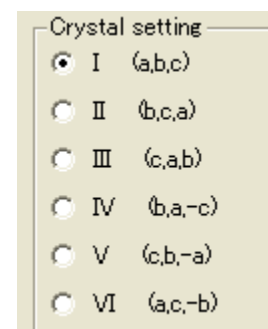 Crystal setting
I (a,b,c)
II (b,c,a)
III (c,a,b)
IV (b,a,-c)
V (c,b,-a)
VI (a,c,-b)